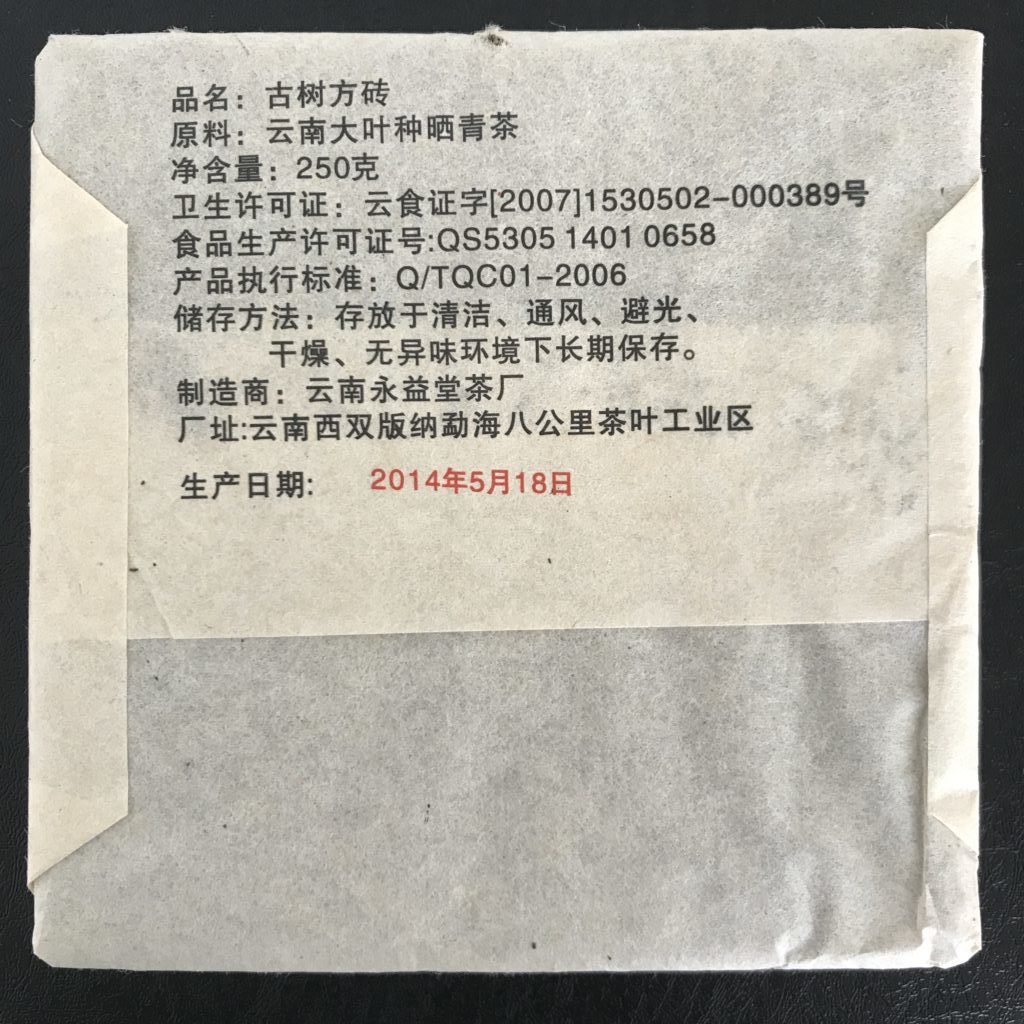 品名：古树方砖
原料：云南大叶种晒青茶
净含量：250克
卫生许可证：云食证字[2007]1530502-000389号
食品生产许可证号:QS5305 1401 0658
产品执行标准：Q/TQC01-2006
储存方法：存放于清洁、通风、避光、
干燥、无异味环境下长期保存。
制造商：云南永益堂茶厂
厂址:云南西双版纳勐海八公里茶叶工业区
生产日期: 2014年5月18日